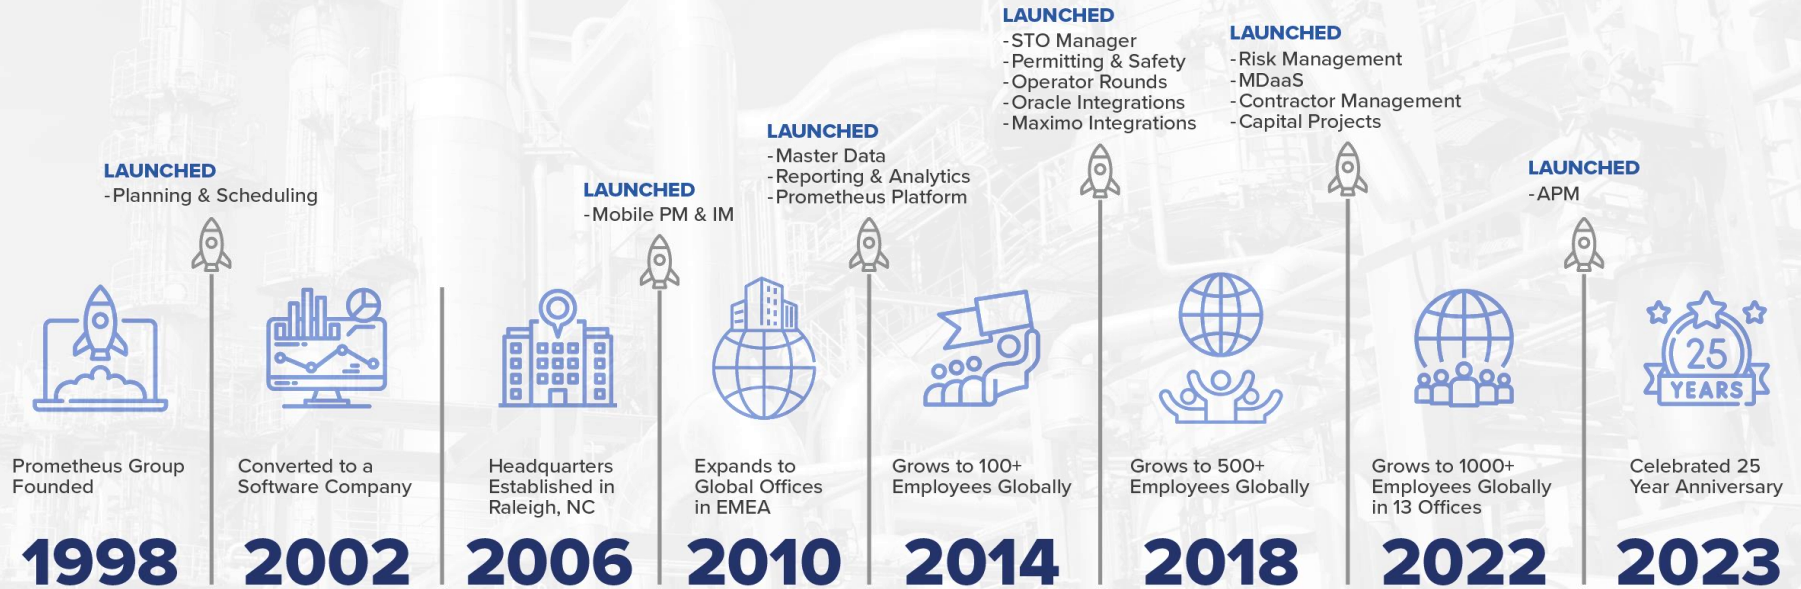 LAUNCHED
-Planning & Scheduling
LAUNCHED
-Mobile PM & IM
LAUNCHED
-Master Data
-Reporting & Analytics
-Prometheus Platform
LAUNCHED
-STO Manager
-Permitting & Safety
-Operator Rounds
-Oracle Integrations
-Maximo Integrations
LAUNCHED
-Risk Management
-MDaaS
-Contractor Management
-Capital Projects
LAUNCHED
-APM
25
YEARS
Prometheus Group
Founded
1998
Converted to a
Software Company
2002
Headquarters
Established in
Raleigh, NC
2006
Expands to
Global Offices
in EMEA
2010
Grows to 100+
Employees Globally
2014
Grows to 500+
Employees Globally
2018
Grows to 1000+
Employees Globally
in 13 Offices
2022
Celebrated 25
Year Anniversary
2023